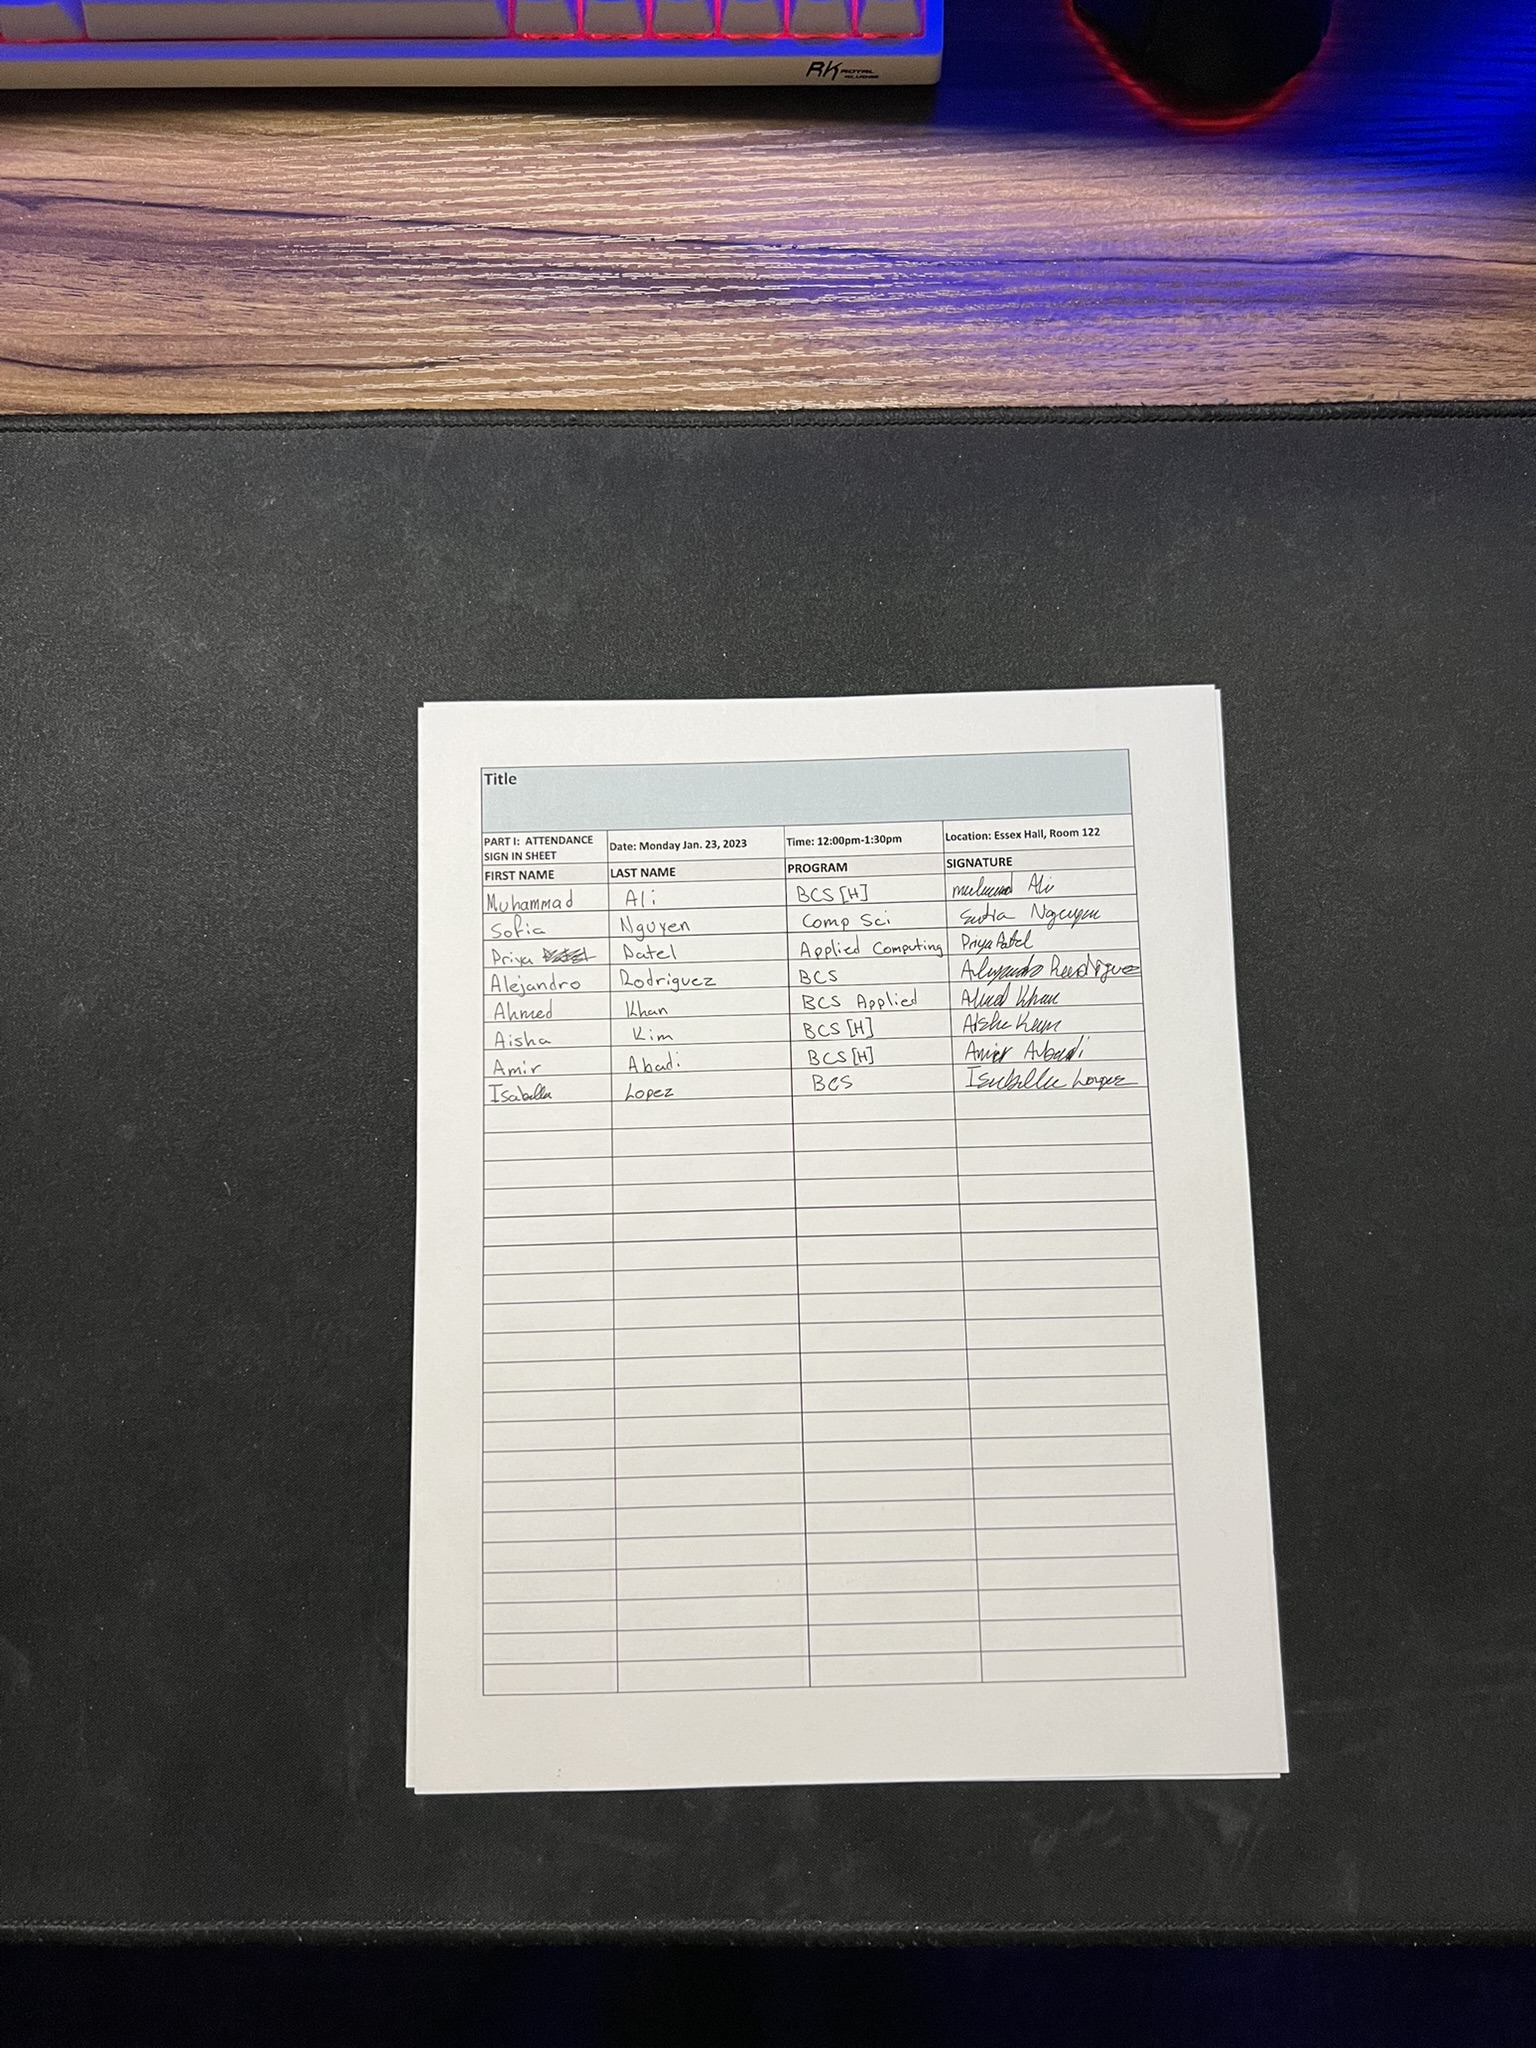 RK ROYAL KLUDGE
Title
PART I: ATTENDANCE SIGN IN SHEET Date: Monday Jan. 23, 2023 Time: 12:00pm-1:30pm Location: Essex Hall, Room 122
FIRST NAME LAST NAME PROGRAM SIGNATURE
Muhammad Ali BCS [H] Ali
Sofia Nguyen Comp Sci Sofia Nguyen
Priya Patel Applied Computing Priya Patel
Alejandro Rodriguez BCS Alejandro Rodriguez
Ahmed Khan BCS Applied Ahmed Khan
Aisha Kim BCS [H] Aisha Kim
Amir Abadi BCS [H] Amir Abadi
Isabella Lopez BCS Isabella Lopez